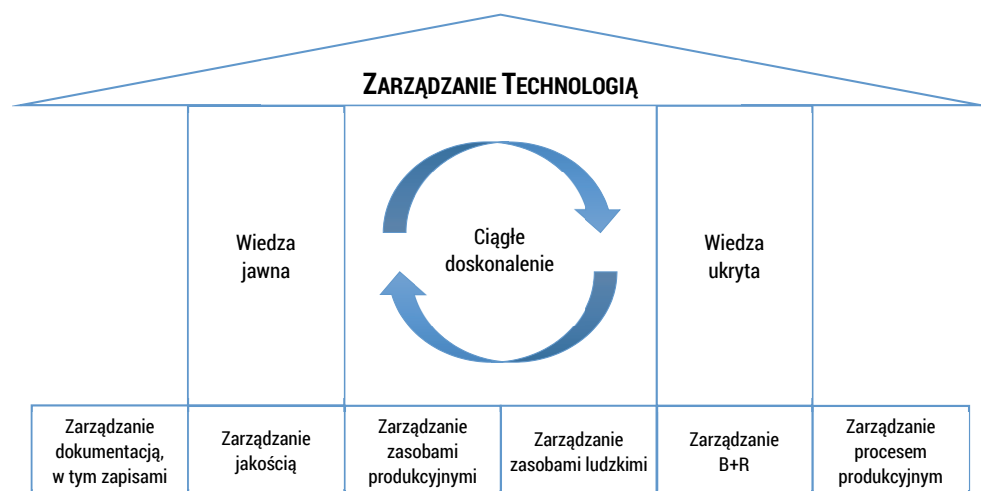 ZARZĄDZANIE TECHNOLOGIĄ
Wiedza
jawna
Ciągłe
doskonalenie
Wiedza
ukryta
Zarządzanie
dokumentacją,
w tym zapisami
Zarządzanie
jakością
Zarządzanie
zasobami
produkcyjnymi
Zarządzanie
zasobami ludzkimi
Zarządzanie
B+R
Zarządzanie
procesem
produkcyjnym